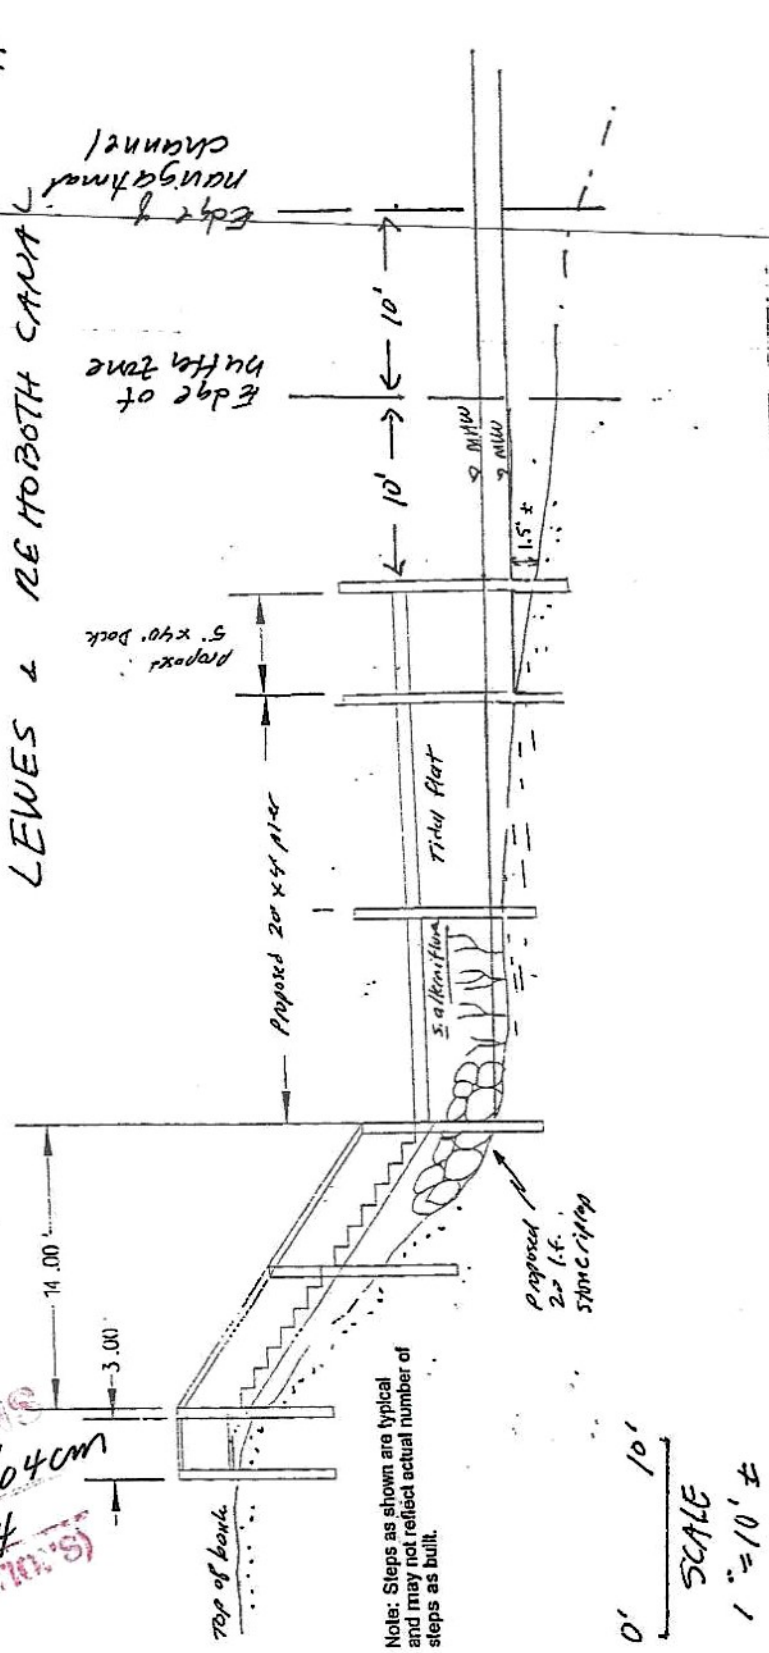 LEWES & REHOBOTH CANAL
Edge of
navigational
channel
Edge of
buffer zone
10'
10'
MHW
MLW
1.5' ±
proposed
5' x 40' Dock
Proposed 20' x 4' pier
Tidal flat
S. alterniflora
14.00'
3.00'
Top of bank
Proposed
20 l.f.
stone riprap
Note: Steps as shown are typical
and may not reflect actual number of
steps as built.
0' 10'
SCALE
1" = 10' ±